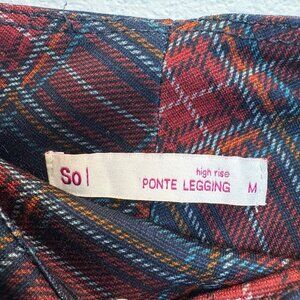 So |
high rise
PONTE LEGGING M